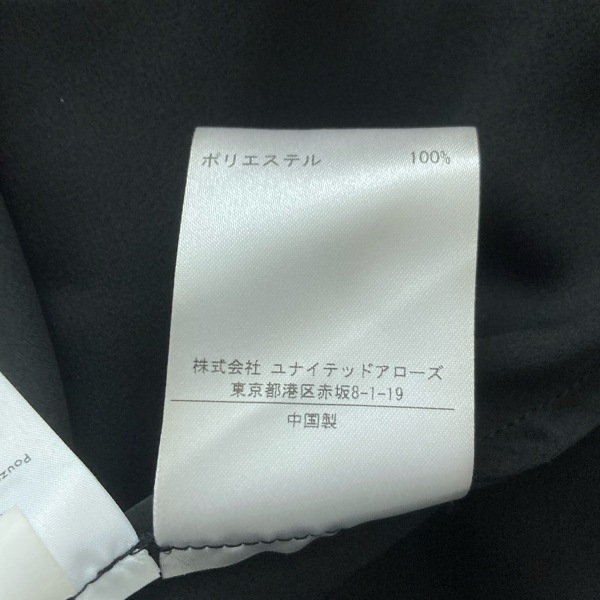 ポリエステル 100%
株式会社 ユナイテッドアローズ
東京都港区赤坂8-1-19
中国製